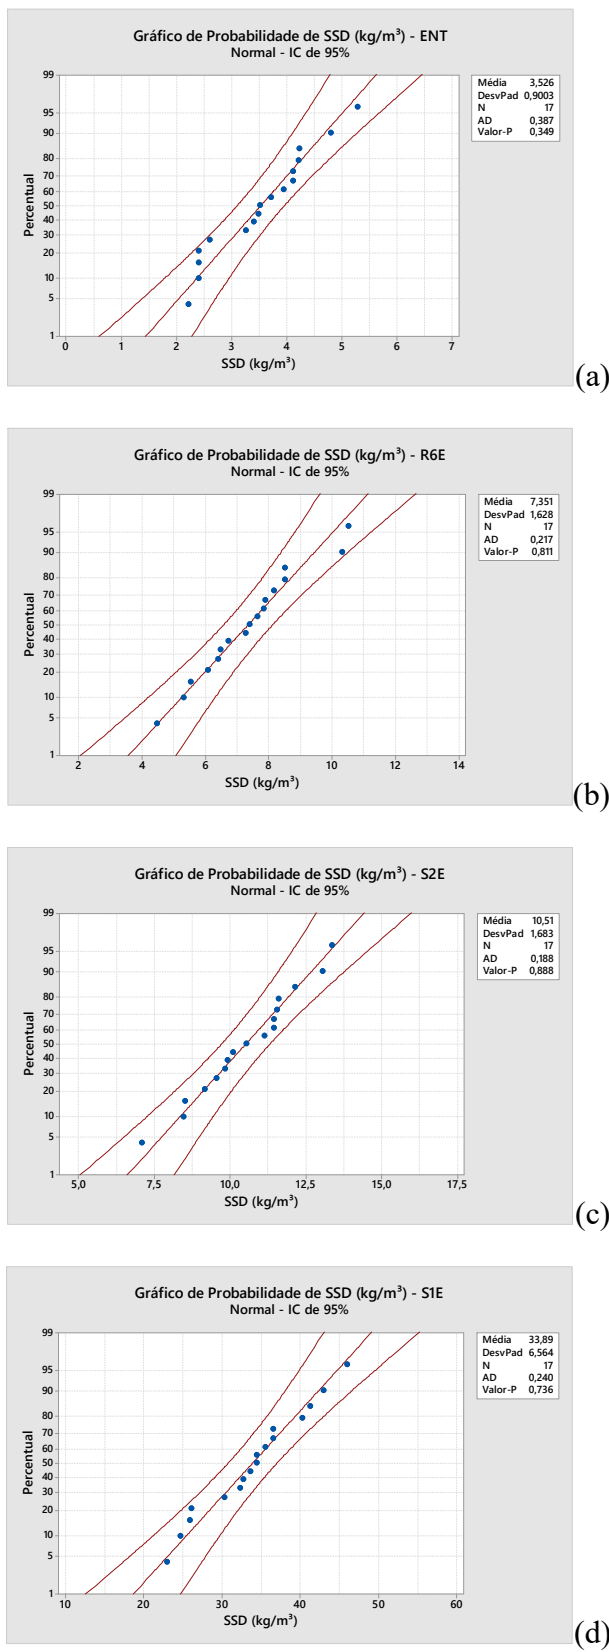 Gráfico de Probabilidade de SSD (kg/m³) - ENT
Normal - IC de 95%
Média 3,526
DesvPad 0,9003
N 17
AD 0,387
Valor-P 0,349
Percentual
99
95
90
80
70
60
50
40
30
20
10
5
1
0 1 2 3 4 5 6 7
SSD (kg/m³)
(a)
Gráfico de Probabilidade de SSD (kg/m³) - R6E
Normal - IC de 95%
Média 7,351
DesvPad 1,628
N 17
AD 0,217
Valor-P 0,811
Percentual
99
95
90
80
70
60
50
40
30
20
10
5
1
2 4 6 8 10 12 14
SSD (kg/m³)
(b)
Gráfico de Probabilidade de SSD (kg/m³) - S2E
Normal - IC de 95%
Média 10,51
DesvPad 1,683
N 17
AD 0,188
Valor-P 0,888
Percentual
99
95
90
80
70
60
50
40
30
20
10
5
1
5,0 7,5 10,0 12,5 15,0 17,5
SSD (kg/m³)
(c)
Gráfico de Probabilidade de SSD (kg/m³) - S1E
Normal - IC de 95%
Média 33,89
DesvPad 6,564
N 17
AD 0,240
Valor-P 0,736
Percentual
99
95
90
80
70
60
50
40
30
20
10
5
1
10 20 30 40 50 60
SSD (kg/m³)
(d)